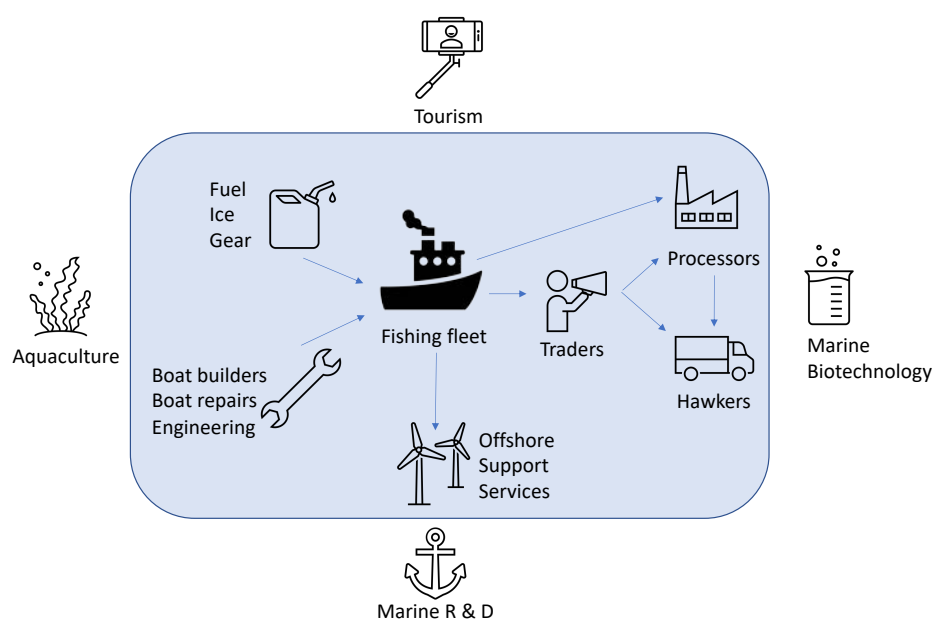 Tourism
Fuel
Ice
Gear
Processors
Fishing fleet
Traders
Aquaculture
Marine
Biotechnology
Boat builders
Boat repairs
Engineering
Hawkers
Offshore
Support
Services
Marine R & D